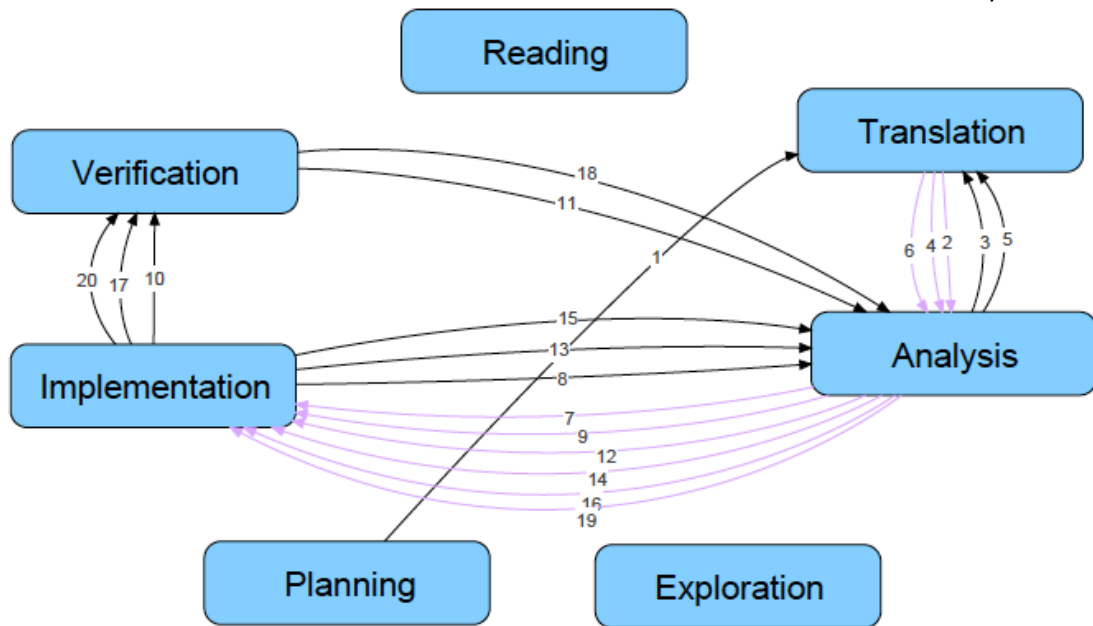 Reading
Translation
Verification
18
11
1
6
4
2
3
5
20
17
10
15
13
8
Implementation
Analysis
7
9
12
14
16
19
Planning
Exploration